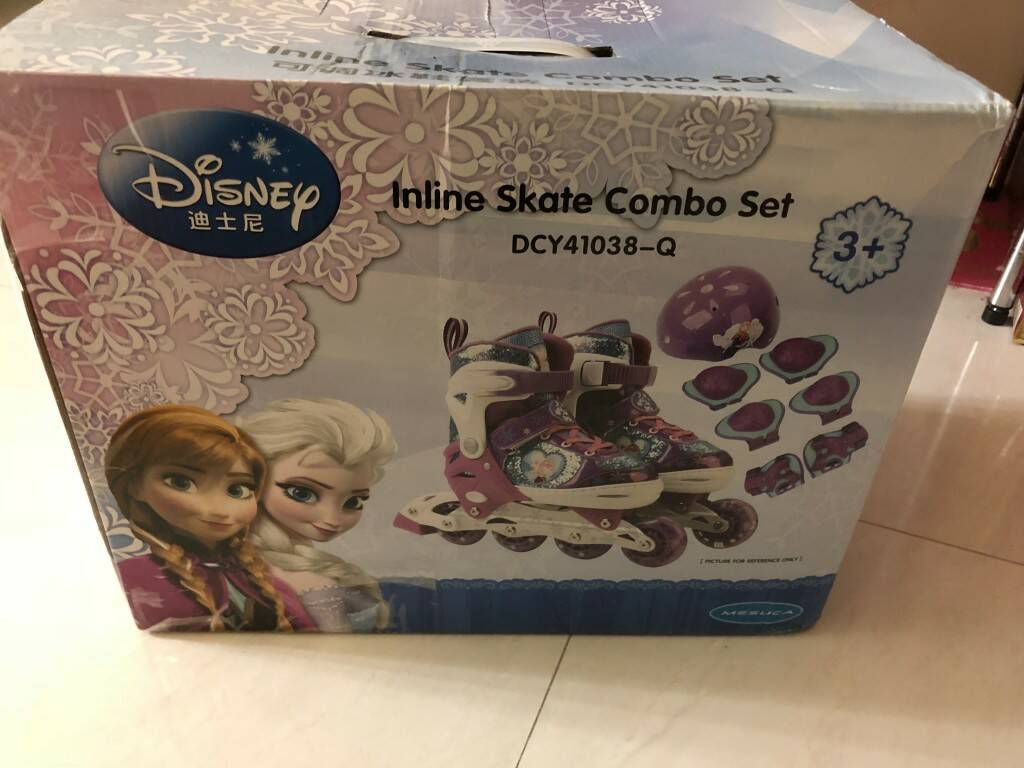 Inline Skate Combo Set
DCY41038-Q
DISNEY
迪士尼
Inline Skate Combo Set
DCY41038-Q
3+
[ PICTURE FOR REFERENCE ONLY ]
MESUCA